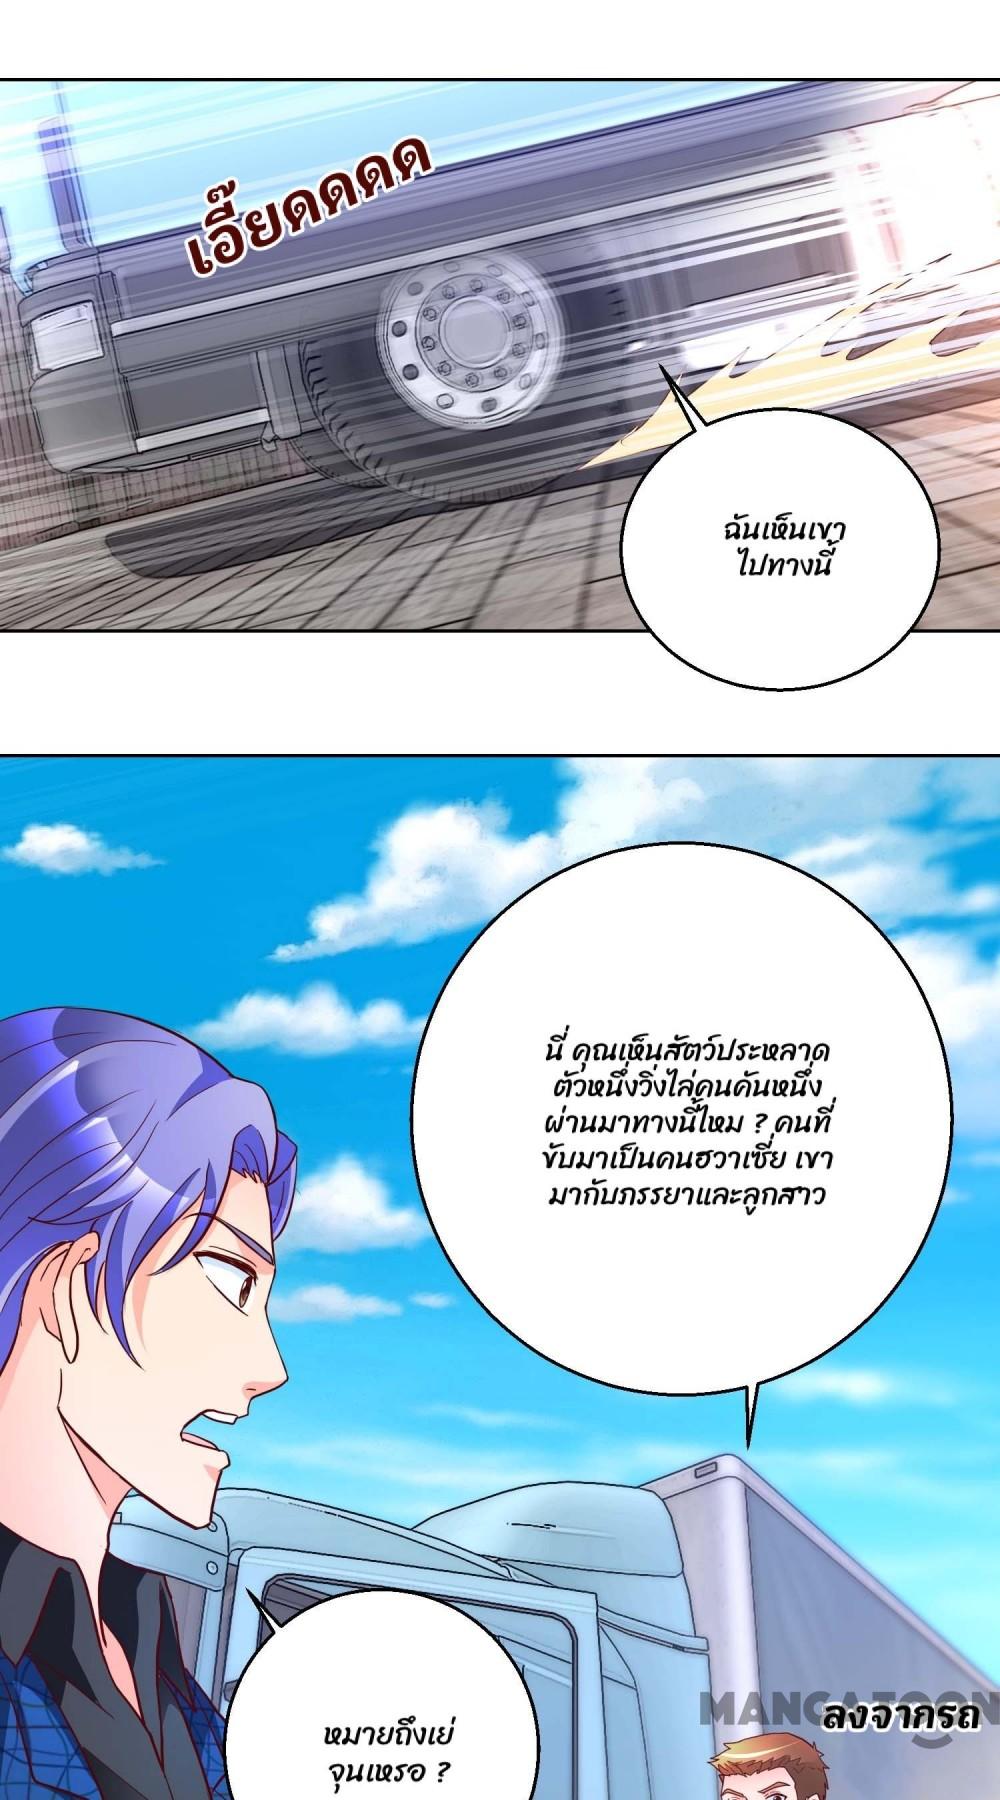 เอี๊ยดดดด
ฉันเห็นเขา
ไปทางนี้
นี่ คุณเห็นสัตว์ประหลาด
ตัวหนึ่งวิ่งไล่คนคันหนึ่ง
ผ่านมาทางนี้ไหม ? คนที่
ขับมาเป็นคนฮวาเซี่ย เขา
มากับภรรยาและลูกสาว
MANGATOON
ลงจากรถ
หมายถึงเย่
จุนเหรอ ?